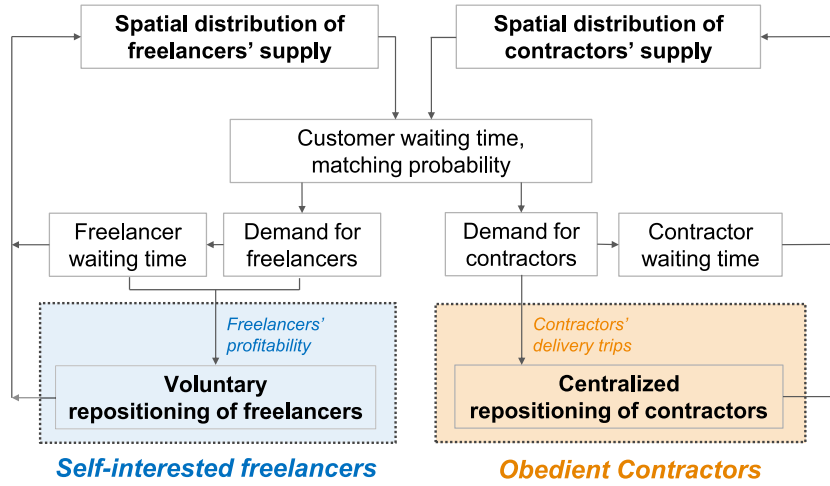 Spatial distribution of
freelancers’ supply
Spatial distribution of
contractors’ supply
Customer waiting time,
matching probability
Freelancer
waiting time
Demand for
freelancers
Demand for
contractors
Contractor
waiting time
Freelancers’
profitability
Contractors’
delivery trips
Voluntary
repositioning of freelancers
Centralized
repositioning of contractors
Self-interested freelancers
Obedient Contractors